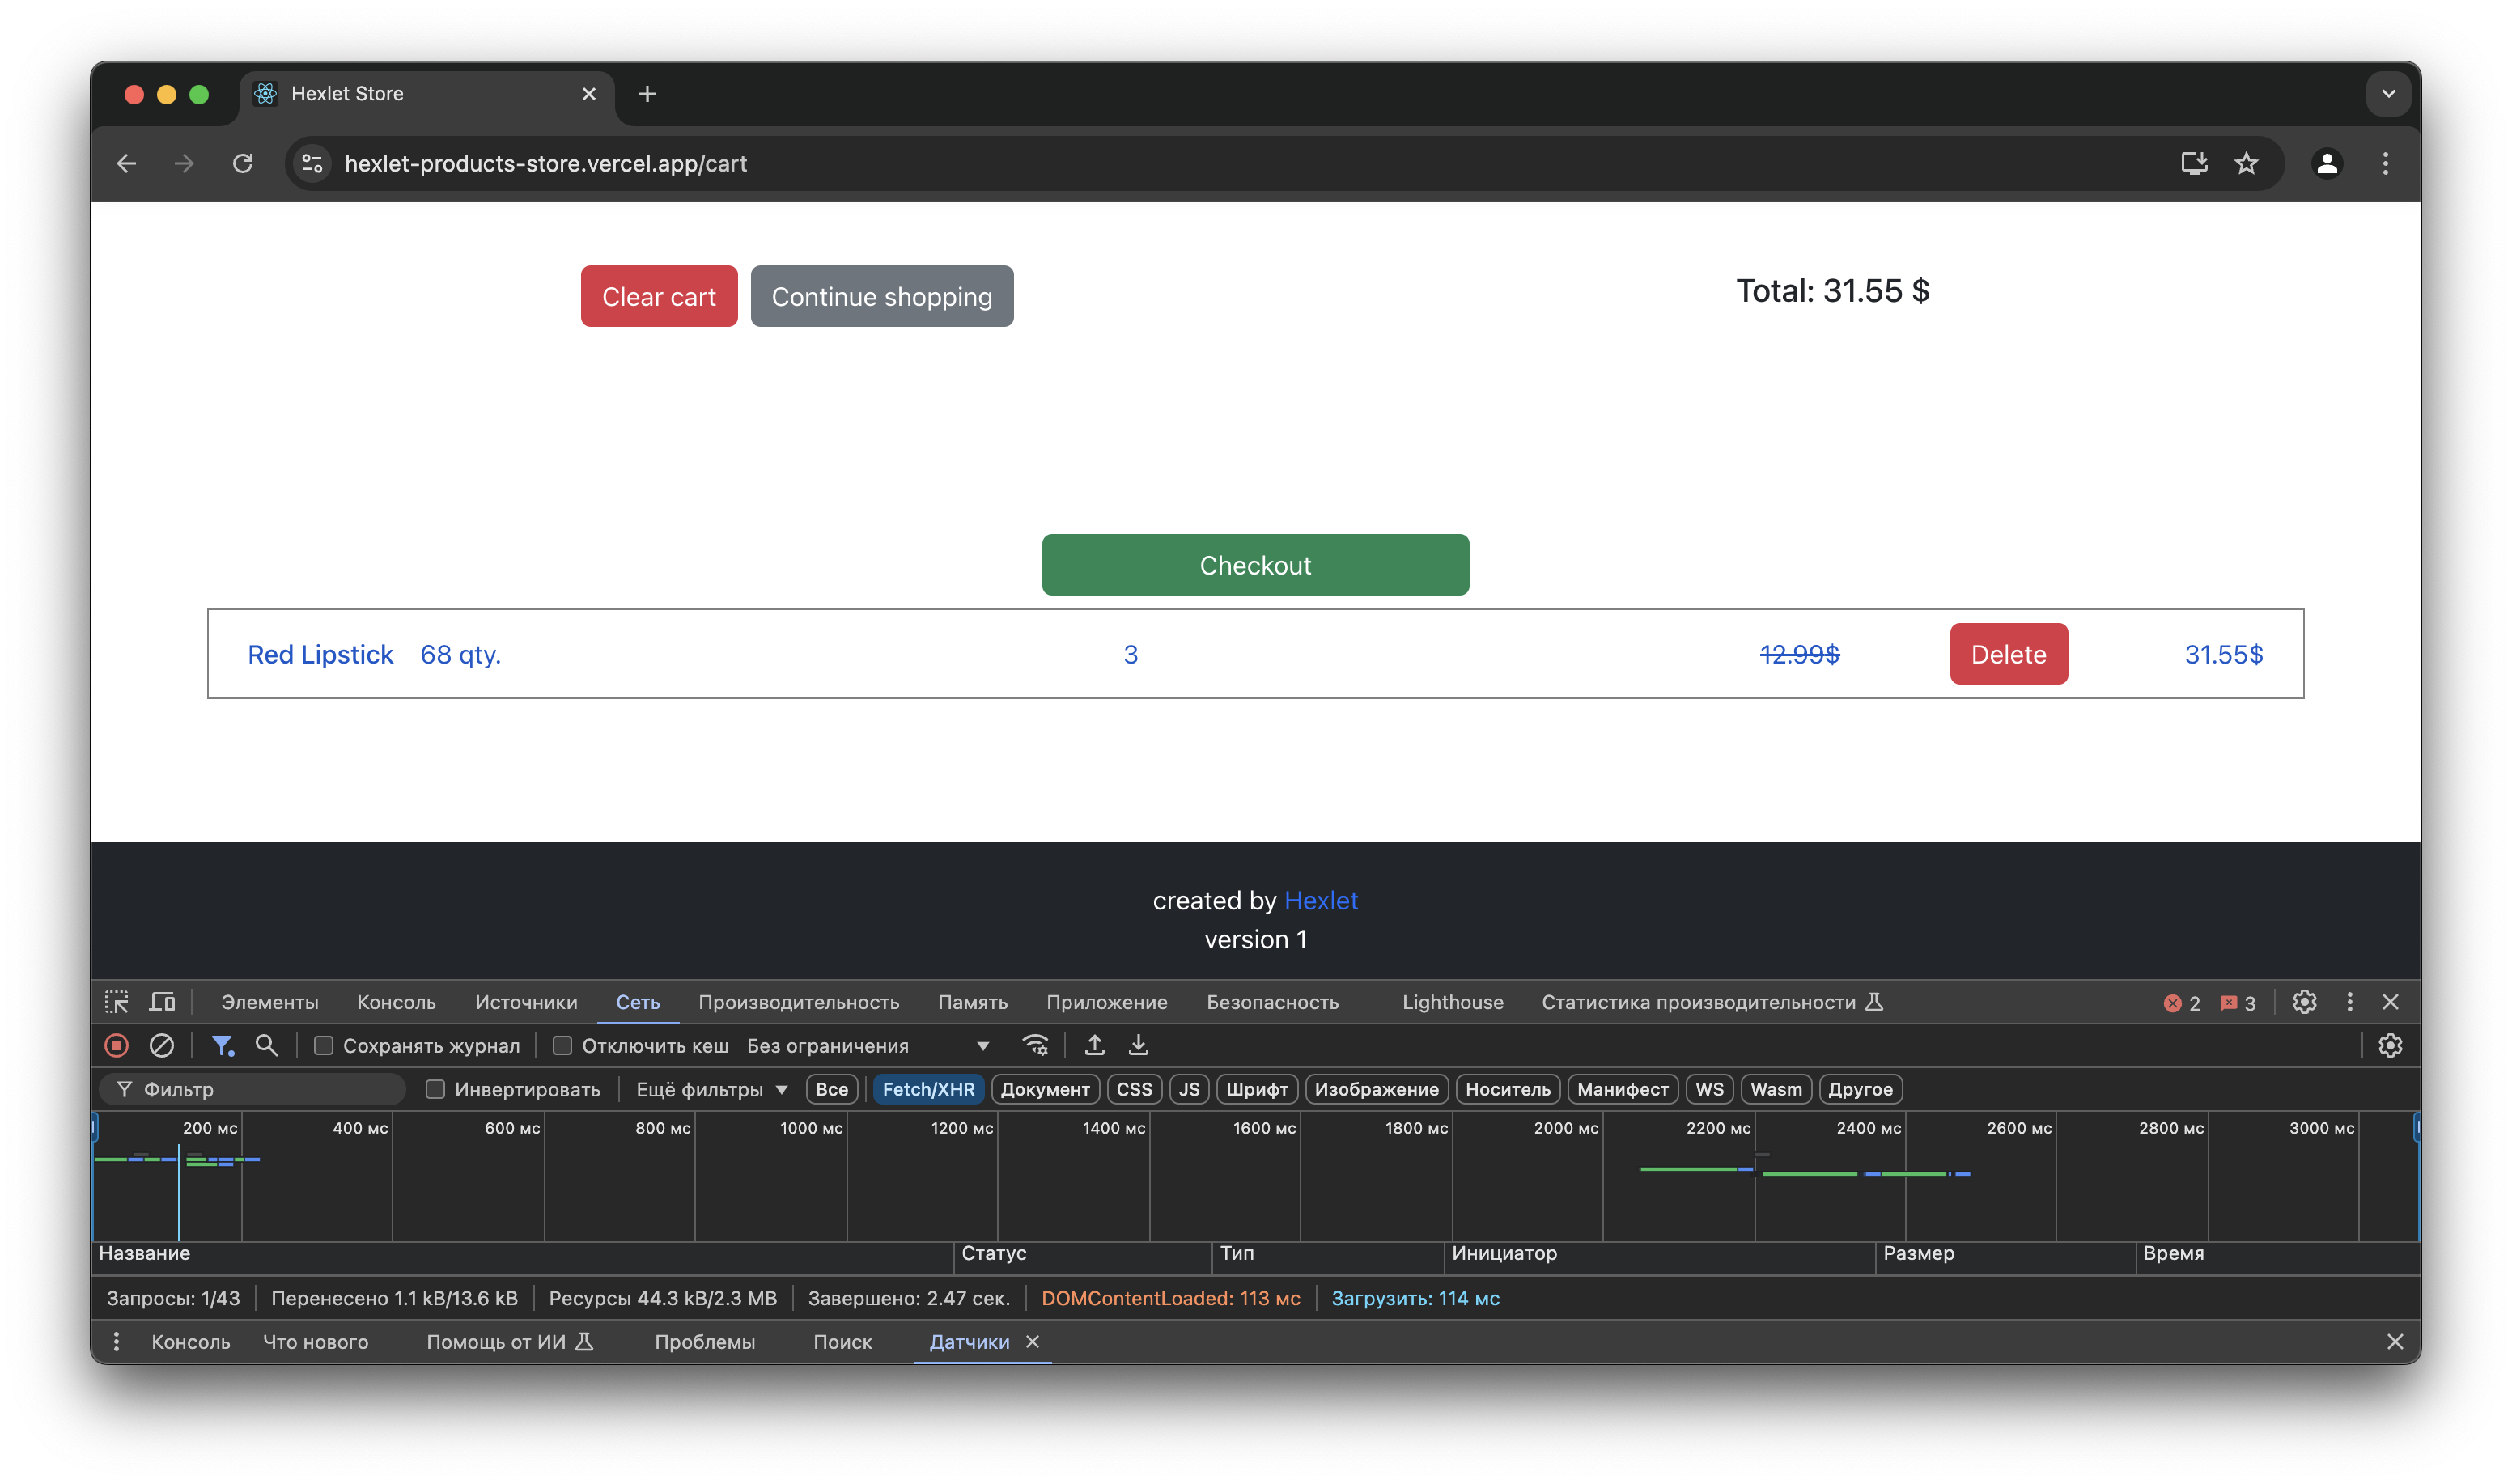 Hexlet Store
hexlet-products-store.vercel.app/cart
Clear cart Continue shopping Total: 31.55 $
Checkout
Red Lipstick 68 qty. 3 12.99$ Delete 31.55$
created by Hexlet
version 1
Элементы Консоль Источники Сеть Производительность Память Приложение Безопасность Lighthouse Статистика производительности 2 3
Сохранять журнал Отключить кеш Без ограничения
Фильтр Инвертировать Ещё фильтры Все Fetch/XHR Документ CSS JS Шрифт Изображение Носитель Манифест WS Wasm Другое
200 мс 400 мс 600 мс 800 мс 1000 мс 1200 мс 1400 мс 1600 мс 1800 мс 2000 мс 2200 мс 2400 мс 2600 мс 2800 мс 3000 мс
Название Статус Тип Инициатор Размер Время
Запросы: 1/43 Перенесено 1.1 kB/13.6 kB Ресурсы 44.3 kB/2.3 MB Завершено: 2.47 сек. DOMContentLoaded: 113 мс Загрузить: 114 мс
Консоль Что нового Помощь от ИИ Проблемы Поиск Датчики